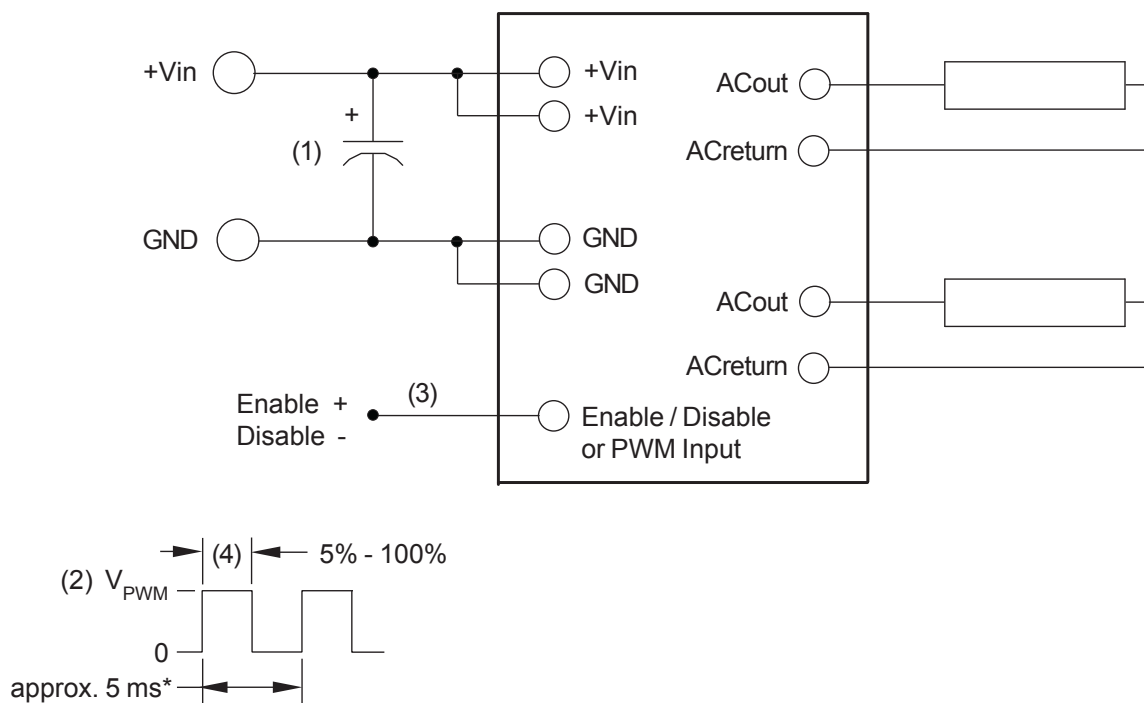 +Vin
+
(1)
GND
+Vin
+Vin
GND
GND
ACout
ACreturn
ACout
ACreturn
Enable +
Disable -
(3)
Enable / Disable
or PWM Input
(4) 5% - 100%
(2) VPWM
0
approx. 5 ms*